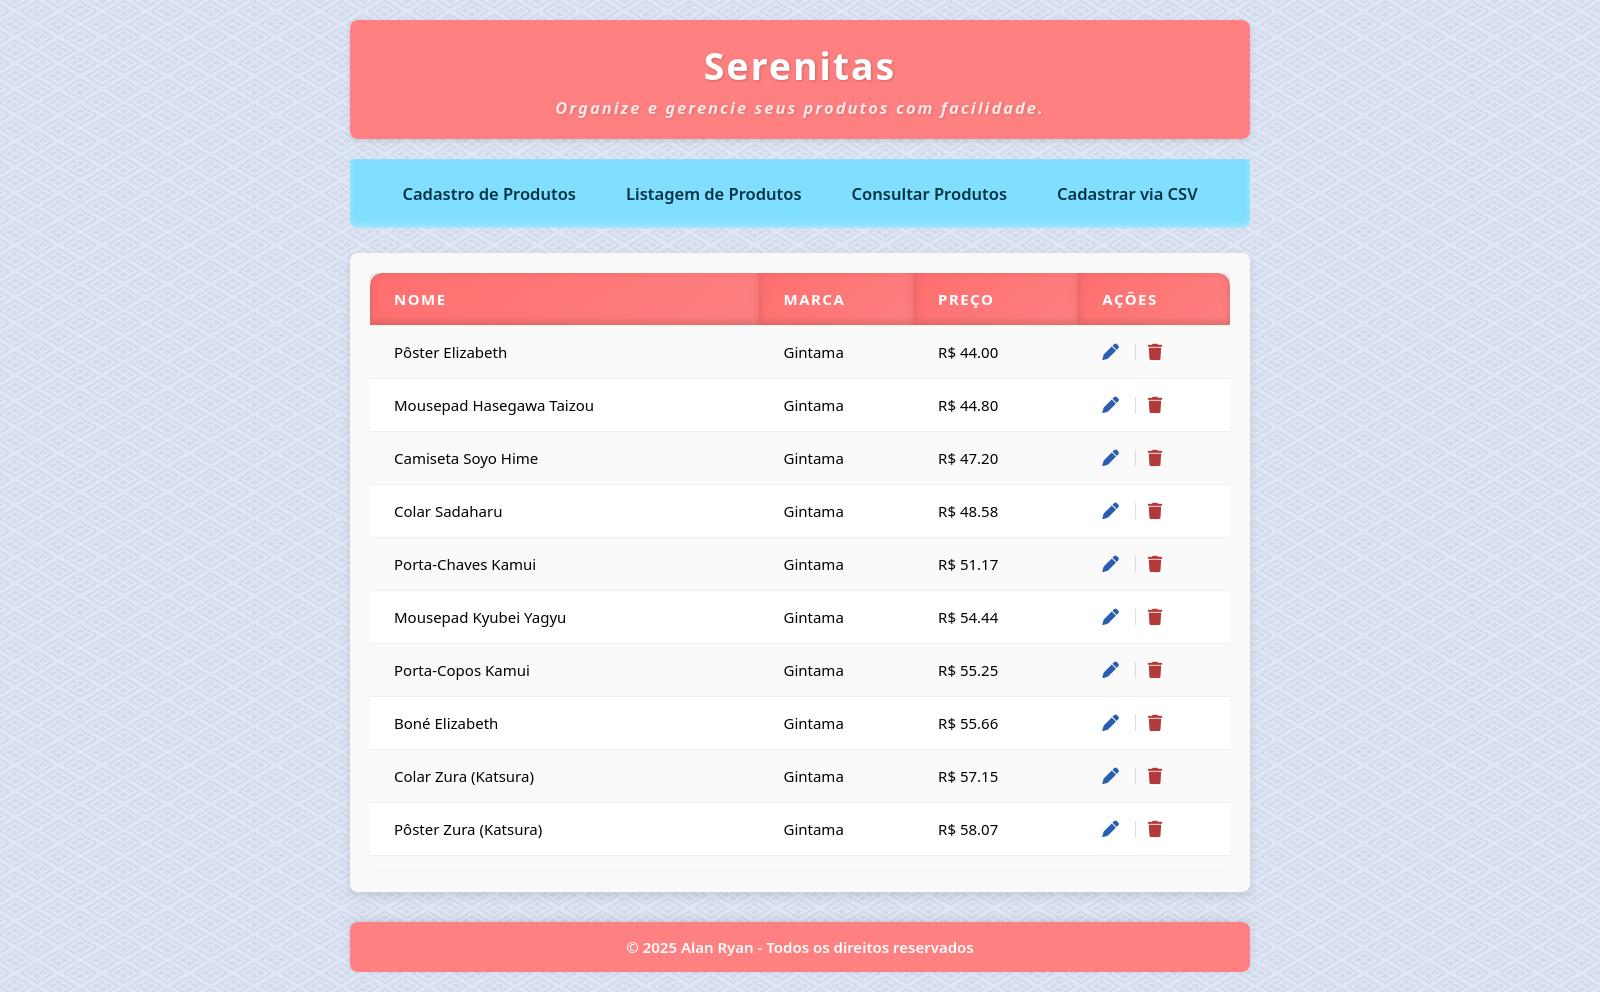 Serenitas
Organize e gerencie seus produtos com facilidade.
Cadastro de Produtos Listagem de Produtos Consultar Produtos Cadastrar via CSV
NOME MARCA PREÇO AÇÕES
Pôster Elizabeth Gintama R$ 44.00
Mousepad Hasegawa Taizou Gintama R$ 44.80
Camiseta Soyo Hime Gintama R$ 47.20
Colar Sadaharu Gintama R$ 48.58
Porta-Chaves Kamui Gintama R$ 51.17
Mousepad Kyubei Yagyu Gintama R$ 54.44
Porta-Copos Kamui Gintama R$ 55.25
Boné Elizabeth Gintama R$ 55.66
Colar Zura (Katsura) Gintama R$ 57.15
Pôster Zura (Katsura) Gintama R$ 58.07
© 2025 Alan Ryan - Todos os direitos reservados